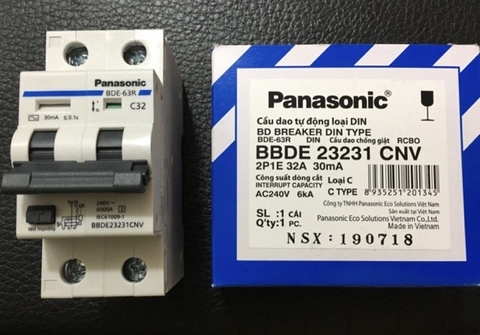 Panasonic
BDE-63R
30mA ≤0.1s
C32
240V~
6000A
IEC61009-1
Test monthly
BBDE23231CNV
Panasonic
Cầu dao tự động loại DIN
BD BREAKER DIN TYPE
BDE-63R DIN Cầu dao chống giật RCBO
BBDE 23231 CNV
2P1E 32A 30mA
Công suất dòng cắt
INTERRUPT CAPACITY
AC240V 6kA
Loại C
C TYPE
8935251201345
SL :1 CÁI
Q'ty:1 PC.
Công ty TNHH Panasonic Eco Solutions Việt Nam
Sản xuất tại Việt Nam
Panasonic Eco Solutions Vietnam Co.,Ltd.
Made in Vietnam
NSX: 190718